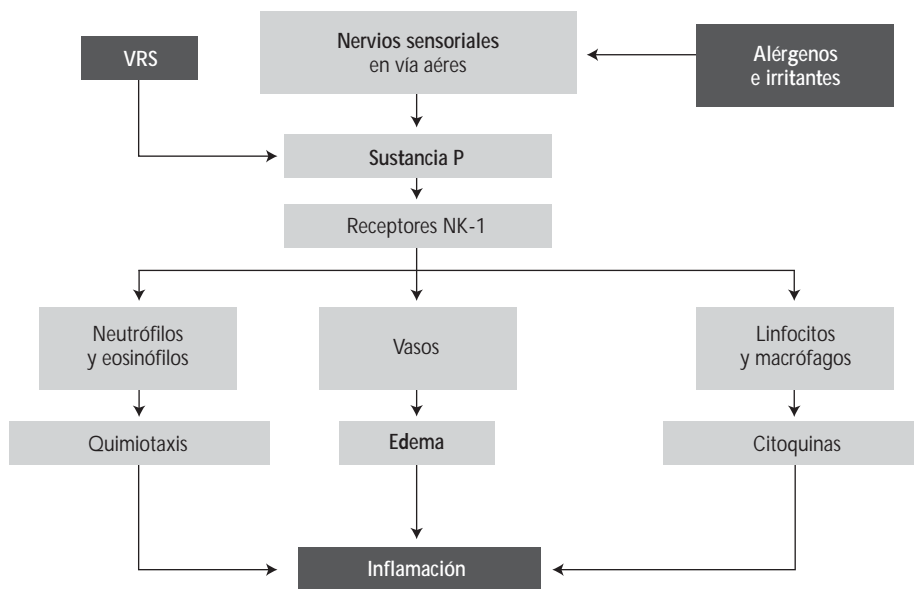 VRS
Nervios sensoriales
en vía aéres
Alérgenos
e irritantes
Sustancia P
Receptores NK-1
Neutrófilos
y eosinófilos
Vasos
Linfocitos
y macrófagos
Quimiotaxis
Edema
Citoquinas
Inflamación